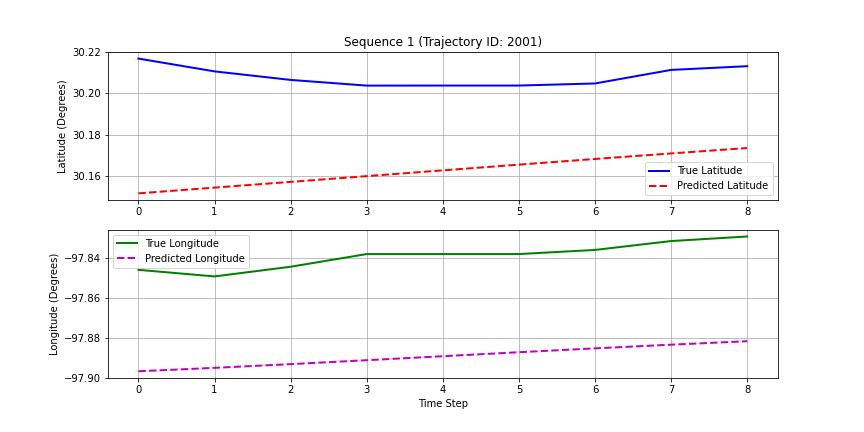 Sequence 1 (Trajectory ID: 2001)
Latitude (Degrees)
30.22
30.20
30.18
30.16
True Latitude
Predicted Latitude
0 1 2 3 4 5 6 7 8
Longitude (Degrees)
−97.84
−97.86
−97.88
−97.90
True Longitude
Predicted Longitude
0 1 2 3 4 5 6 7 8
Time Step